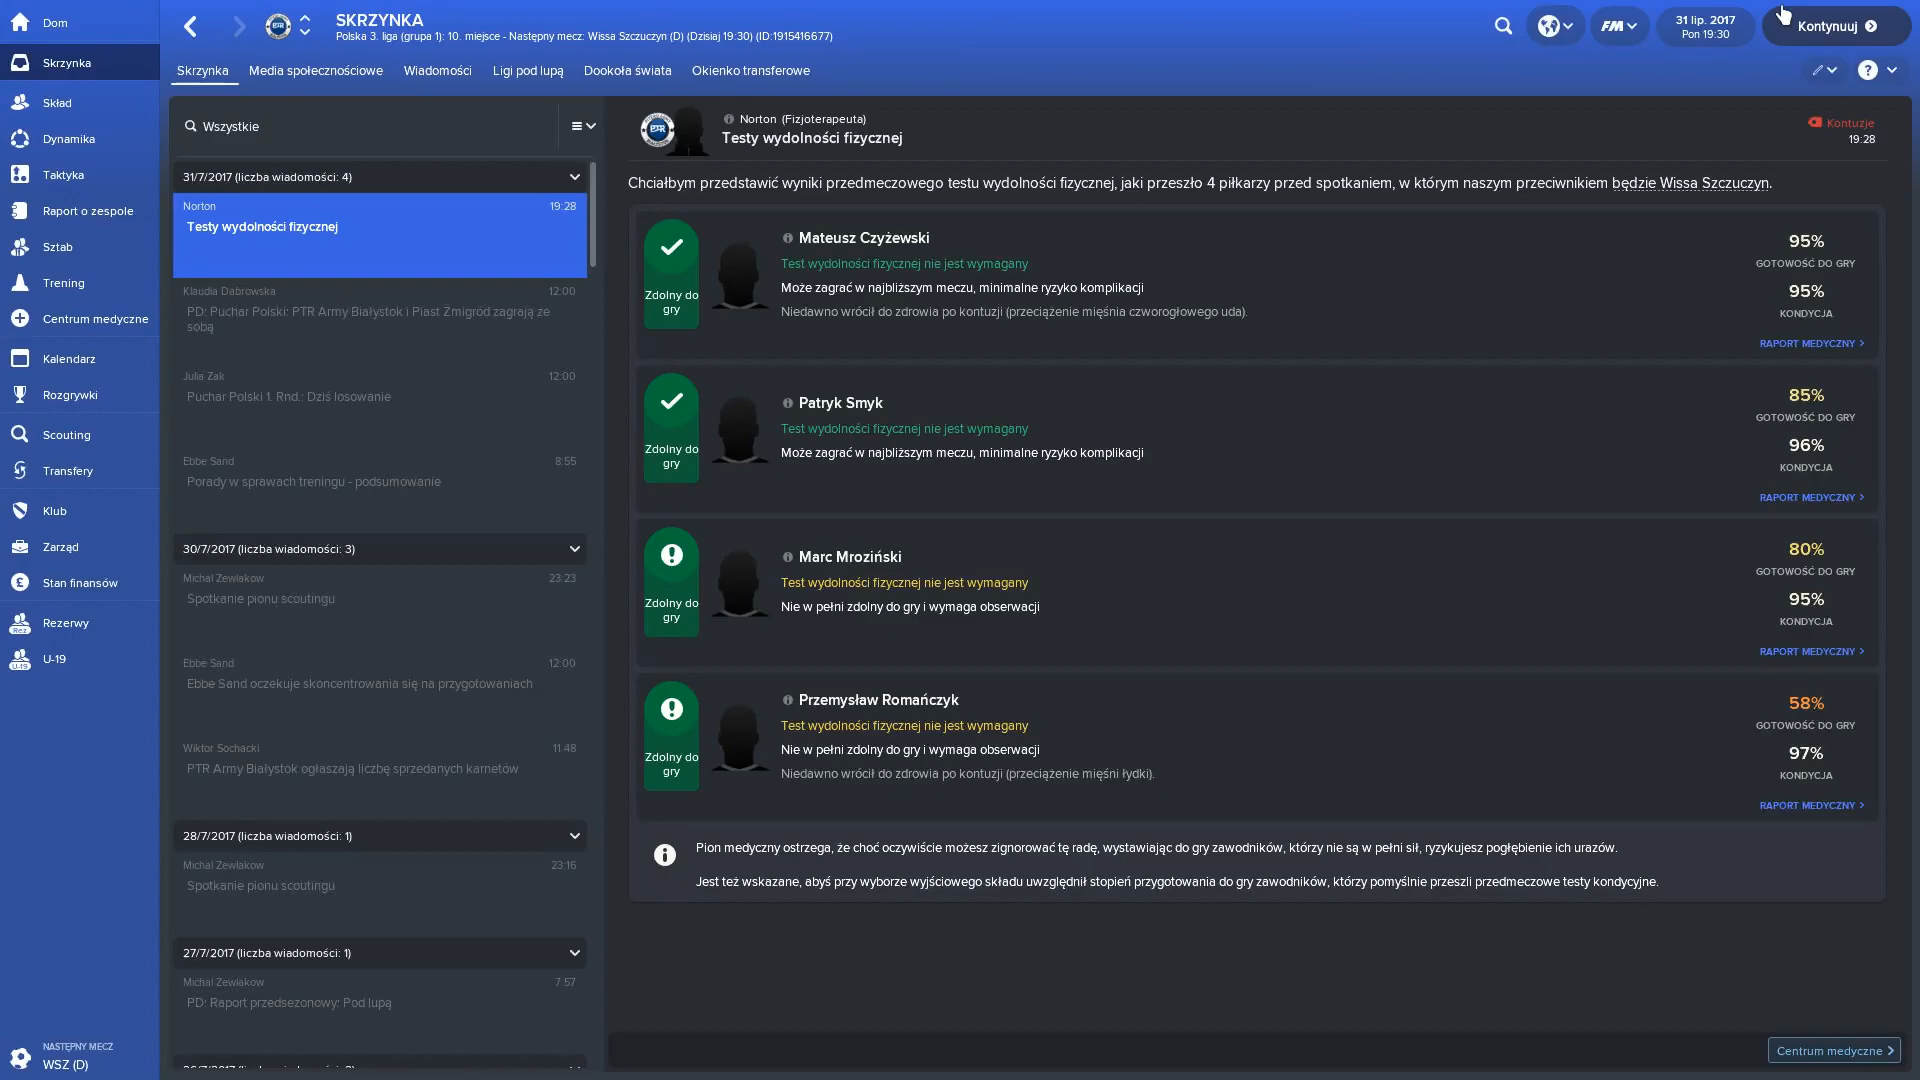 Dom
Skrzynka
Skład
Dynamika
Taktyka
Raport o zespole
Sztab
Trening
Centrum medyczne
Kalendarz
Rozgrywki
Scouting
Transfery
Klub
Zarząd
Stan finansów
Rez
Rezerwy
U-19
U-19
NASTĘPNY MECZ
WSZ (D)
PTR
SKRZYNKA
Polska 3. liga (grupa 1): 10. miejsce - Następny mecz: Wissa Szczuczyn (D) (Dzisiaj 19:30) (ID:1915416677)
FM
31 lip. 2017
Pon 19:30
Kontynuuj
Skrzynka
Media społecznościowe
Wiadomości
Ligi pod lupą
Dookoła świata
Okienko transferowe
?
Wszystkie
31/7/2017 (liczba wiadomości: 4)
Norton 19:28
Testy wydolności fizycznej
Klaudia Dabrowska 12:00
PD: Puchar Polski: PTR Army Białystok i Piast Żmigród zagrają ze
sobą
Julia Zak 12:00
Puchar Polski 1. Rnd.: Dziś losowanie
Ebbe Sand 8:55
Porady w sprawach treningu - podsumowanie
30/7/2017 (liczba wiadomości: 3)
Michal Zewlakow 23:23
Spotkanie pionu scoutingu
Ebbe Sand 12:00
Ebbe Sand oczekuje skoncentrowania się na przygotowaniach
Wiktor Sochacki 11:48
PTR Army Białystok ogłaszają liczbę sprzedanych karnetów
28/7/2017 (liczba wiadomości: 1)
Michal Zewlakow 23:16
Spotkanie pionu scoutingu
27/7/2017 (liczba wiadomości: 1)
Michal Zewlakow 7:57
PD: Raport przedsezonowy: Pod lupą
PTR
Norton (Fizjoterapeuta)
Testy wydolności fizycznej
Kontuzje
19:28
Chciałbym przedstawić wyniki przedmeczowego testu wydolności fizycznej, jaki przeszło 4 piłkarzy przed spotkaniem, w którym naszym przeciwnikiem będzie Wissa Szczuczyn.
Zdolny do
gry
Mateusz Czyżewski
Test wydolności fizycznej nie jest wymagany
Może zagrać w najbliższym meczu, minimalne ryzyko komplikacji
Niedawno wrócił do zdrowia po kontuzji (przeciążenie mięśnia czworogłowego uda).
95%
GOTOWOŚĆ DO GRY
95%
KONDYCJA
RAPORT MEDYCZNY
Zdolny do
gry
Patryk Smyk
Test wydolności fizycznej nie jest wymagany
Może zagrać w najbliższym meczu, minimalne ryzyko komplikacji
85%
GOTOWOŚĆ DO GRY
96%
KONDYCJA
RAPORT MEDYCZNY
Zdolny do
gry
Marc Mroziński
Test wydolności fizycznej nie jest wymagany
Nie w pełni zdolny do gry i wymaga obserwacji
80%
GOTOWOŚĆ DO GRY
95%
KONDYCJA
RAPORT MEDYCZNY
Zdolny do
gry
Przemysław Romańczyk
Test wydolności fizycznej nie jest wymagany
Nie w pełni zdolny do gry i wymaga obserwacji
Niedawno wrócił do zdrowia po kontuzji (przeciążenie mięśni łydki).
58%
GOTOWOŚĆ DO GRY
97%
KONDYCJA
RAPORT MEDYCZNY
Pion medyczny ostrzega, że choć oczywiście możesz zignorować tę radę, wystawiając do gry zawodników, którzy nie są w pełni sił, ryzykujesz pogłębienie ich urazów.
Jest też wskazane, abyś przy wyborze wyjściowego składu uwzględnił stopień przygotowania do gry zawodników, którzy pomyślnie przeszli przedmeczowe testy kondycyjne.
Centrum medyczne